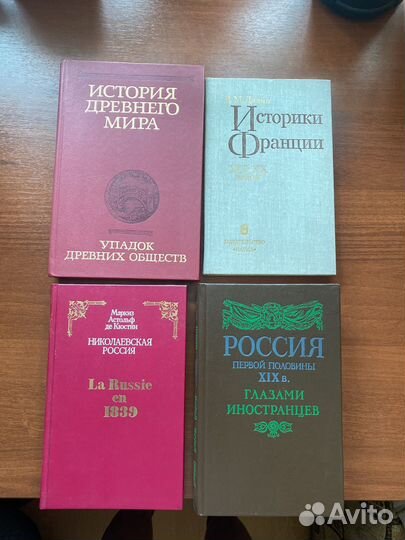 ИСТОРИЯ
ДРЕВНЕГО
МИРА
УПАДОК
ДРЕВНИХ ОБЩЕСТВ
Историки
Франции
ИЗДАТЕЛЬСТВО
Маркиз
Астольф
де Кюстин
НИКОЛАЕВСКАЯ
РОССИЯ
La Russie
en
1839
РОССИЯ
ПЕРВОЙ ПОЛОВИНЫ
XIX в.
ГЛАЗАМИ
ИНОСТРАНЦЕВ
Avito